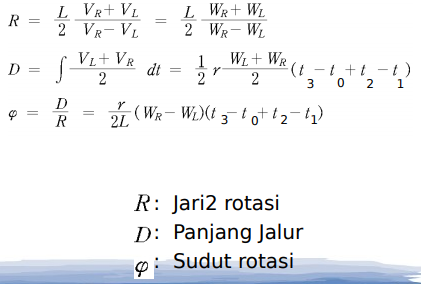 R = L/2 (V_R + V_L)/(V_R − V_L) = L/2 (W_R + W_L)/(W_R − W_L)
D = ∫ (V_L + V_R)/2 dt = 1/2 r (W_L + W_R)/2 (t_3 − t_0 + t_2 − t_1)
φ = D/R = r/2L (W_R − W_L)(t_3 − t_0 + t_2 − t_1)
R : Jari2 rotasi
D : Panjang Jalur
φ : Sudut rotasi